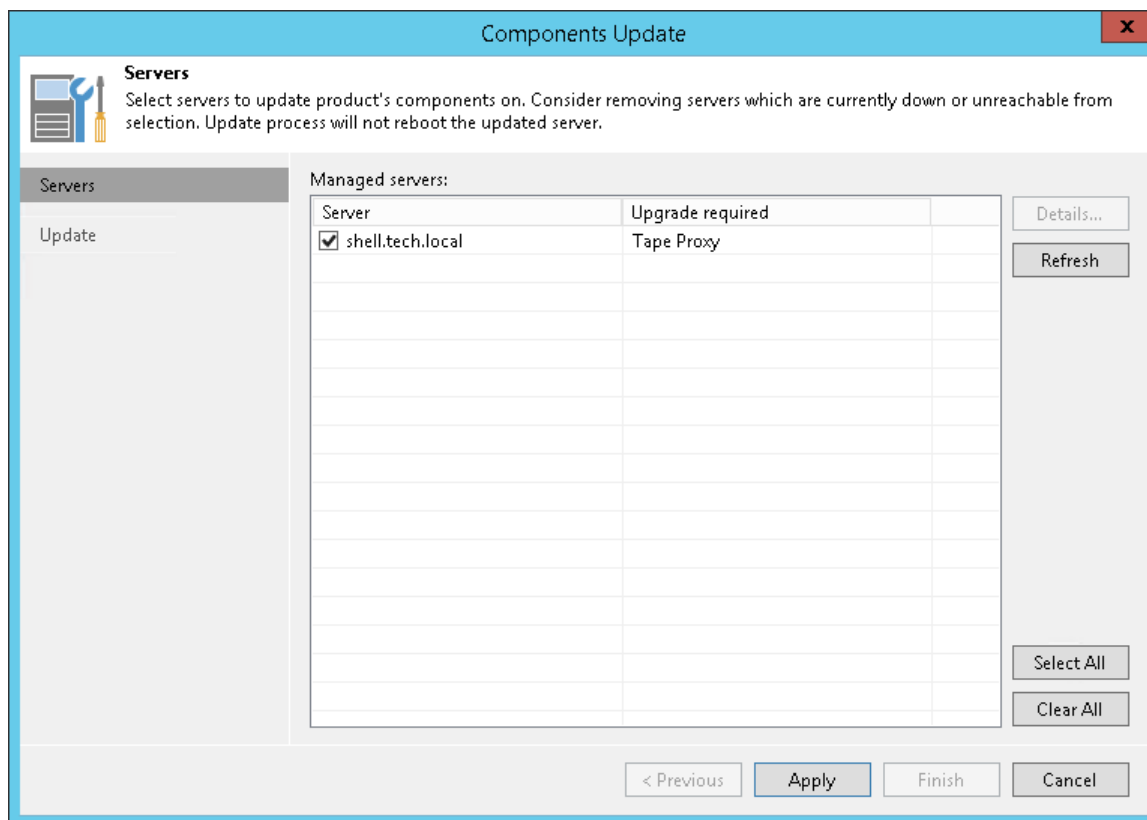 Components Update
x
Servers
Select servers to update product's components on. Consider removing servers which are currently down or unreachable from
selection. Update process will not reboot the updated server.
Servers
Update
Managed servers:
Server Upgrade required
shell.tech.local Tape Proxy
Details...
Refresh
Select All
Clear All
< Previous Apply Finish Cancel